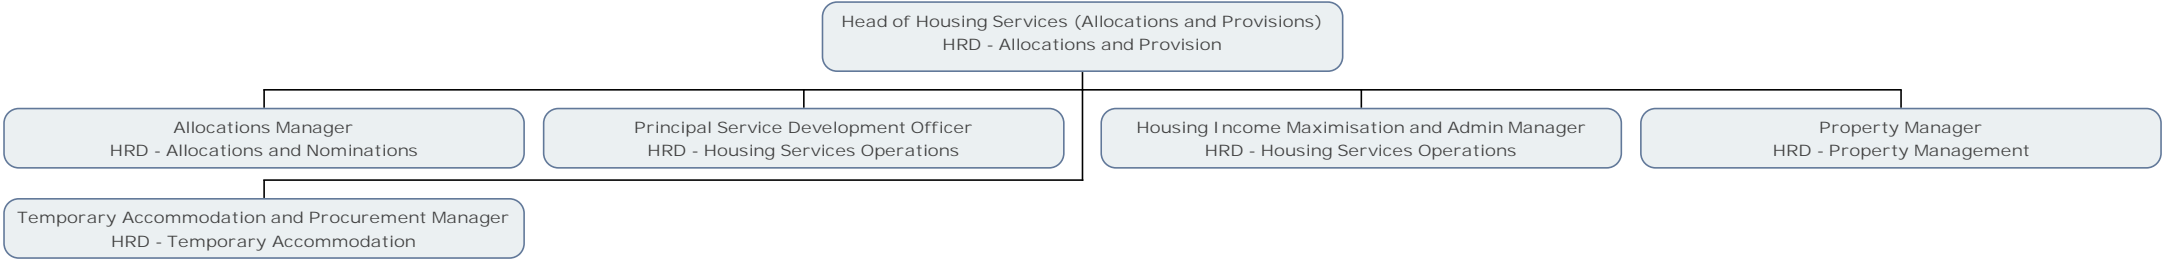 Head of Housing Services (Allocations and Provisions)
HRD - Allocations and Provision
Allocations Manager
HRD - Allocations and Nominations
Principal Service Development Officer
HRD - Housing Services Operations
Housing Income Maximisation and Admin Manager
HRD - Housing Services Operations
Property Manager
HRD - Property Management
Temporary Accommodation and Procurement Manager
HRD - Temporary Accommodation